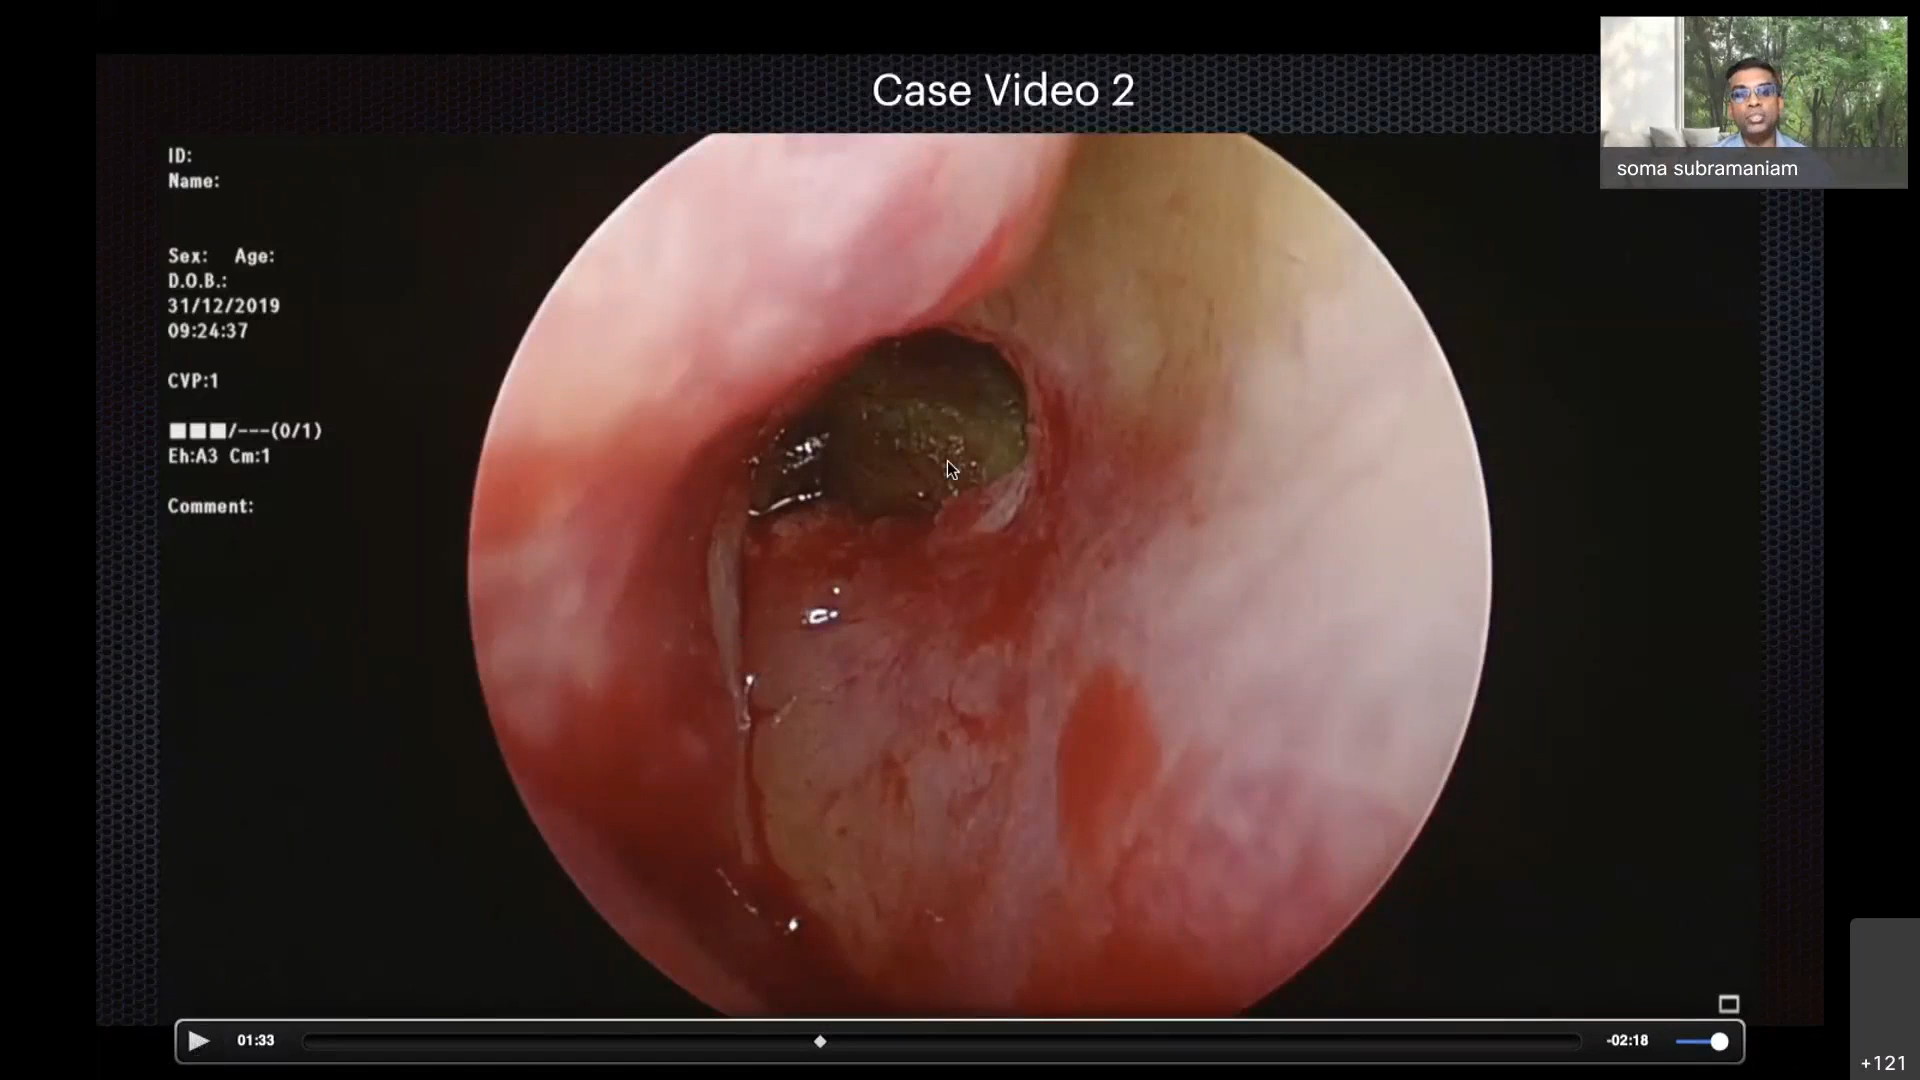 Case Video 2
soma subramaniam
ID:
Name:
Sex: Age:
D.O.B.:
31/12/2019
09:24:37
CVP:1
■■■/---(0/1)
Eh:A3 Cm:1
Comment:
01:33
-02:18
+121